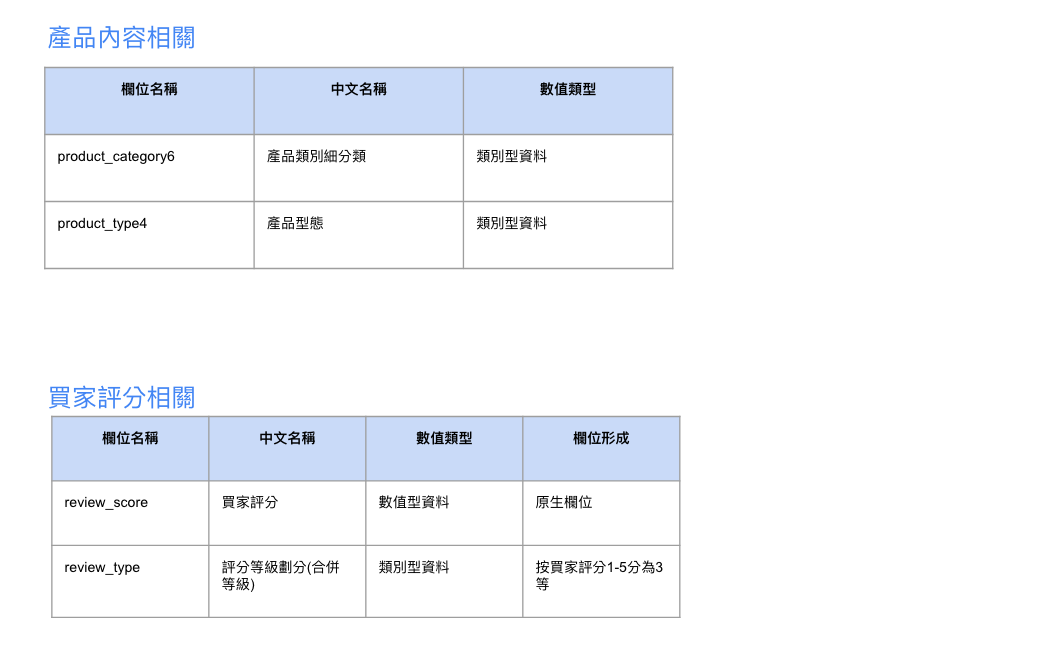 產品內容相關
欄位名稱 中文名稱 數值類型
product_category6 產品類別細分類 類別型資料
product_type4 產品型態 類別型資料
買家評分相關
欄位名稱 中文名稱 數值類型 欄位形成
review_score 買家評分 數值型資料 原生欄位
review_type 評分等級劃分(合併 類別型資料 按買家評分1-5分為3
等級) 等